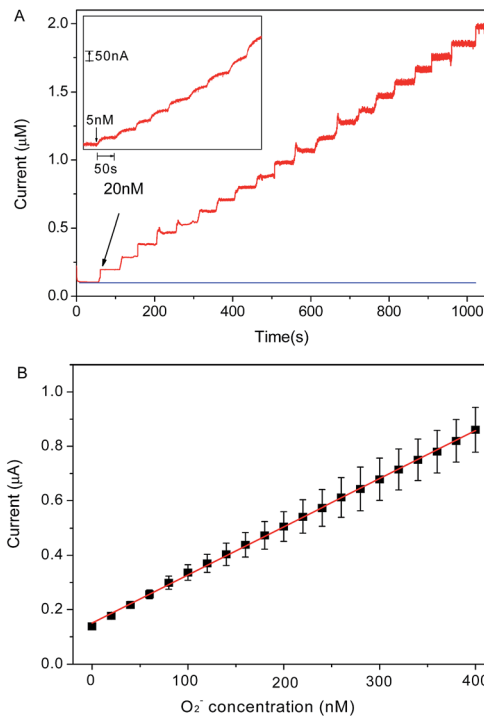 A
50nA
5nM
50s
20nM
Current (μM)
2.0
1.5
1.0
0.5
0.0
0 200 400 600 800 1000
Time(s)
B
Current (μA)
1.0
0.8
0.6
0.4
0.2
0.0
0 100 200 300 400
O₂⁻ concentration (nM)